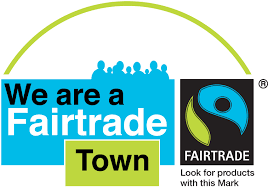 We are a
Fairtrade
Town
®
FAIRTRADE
Look for products
with this Mark